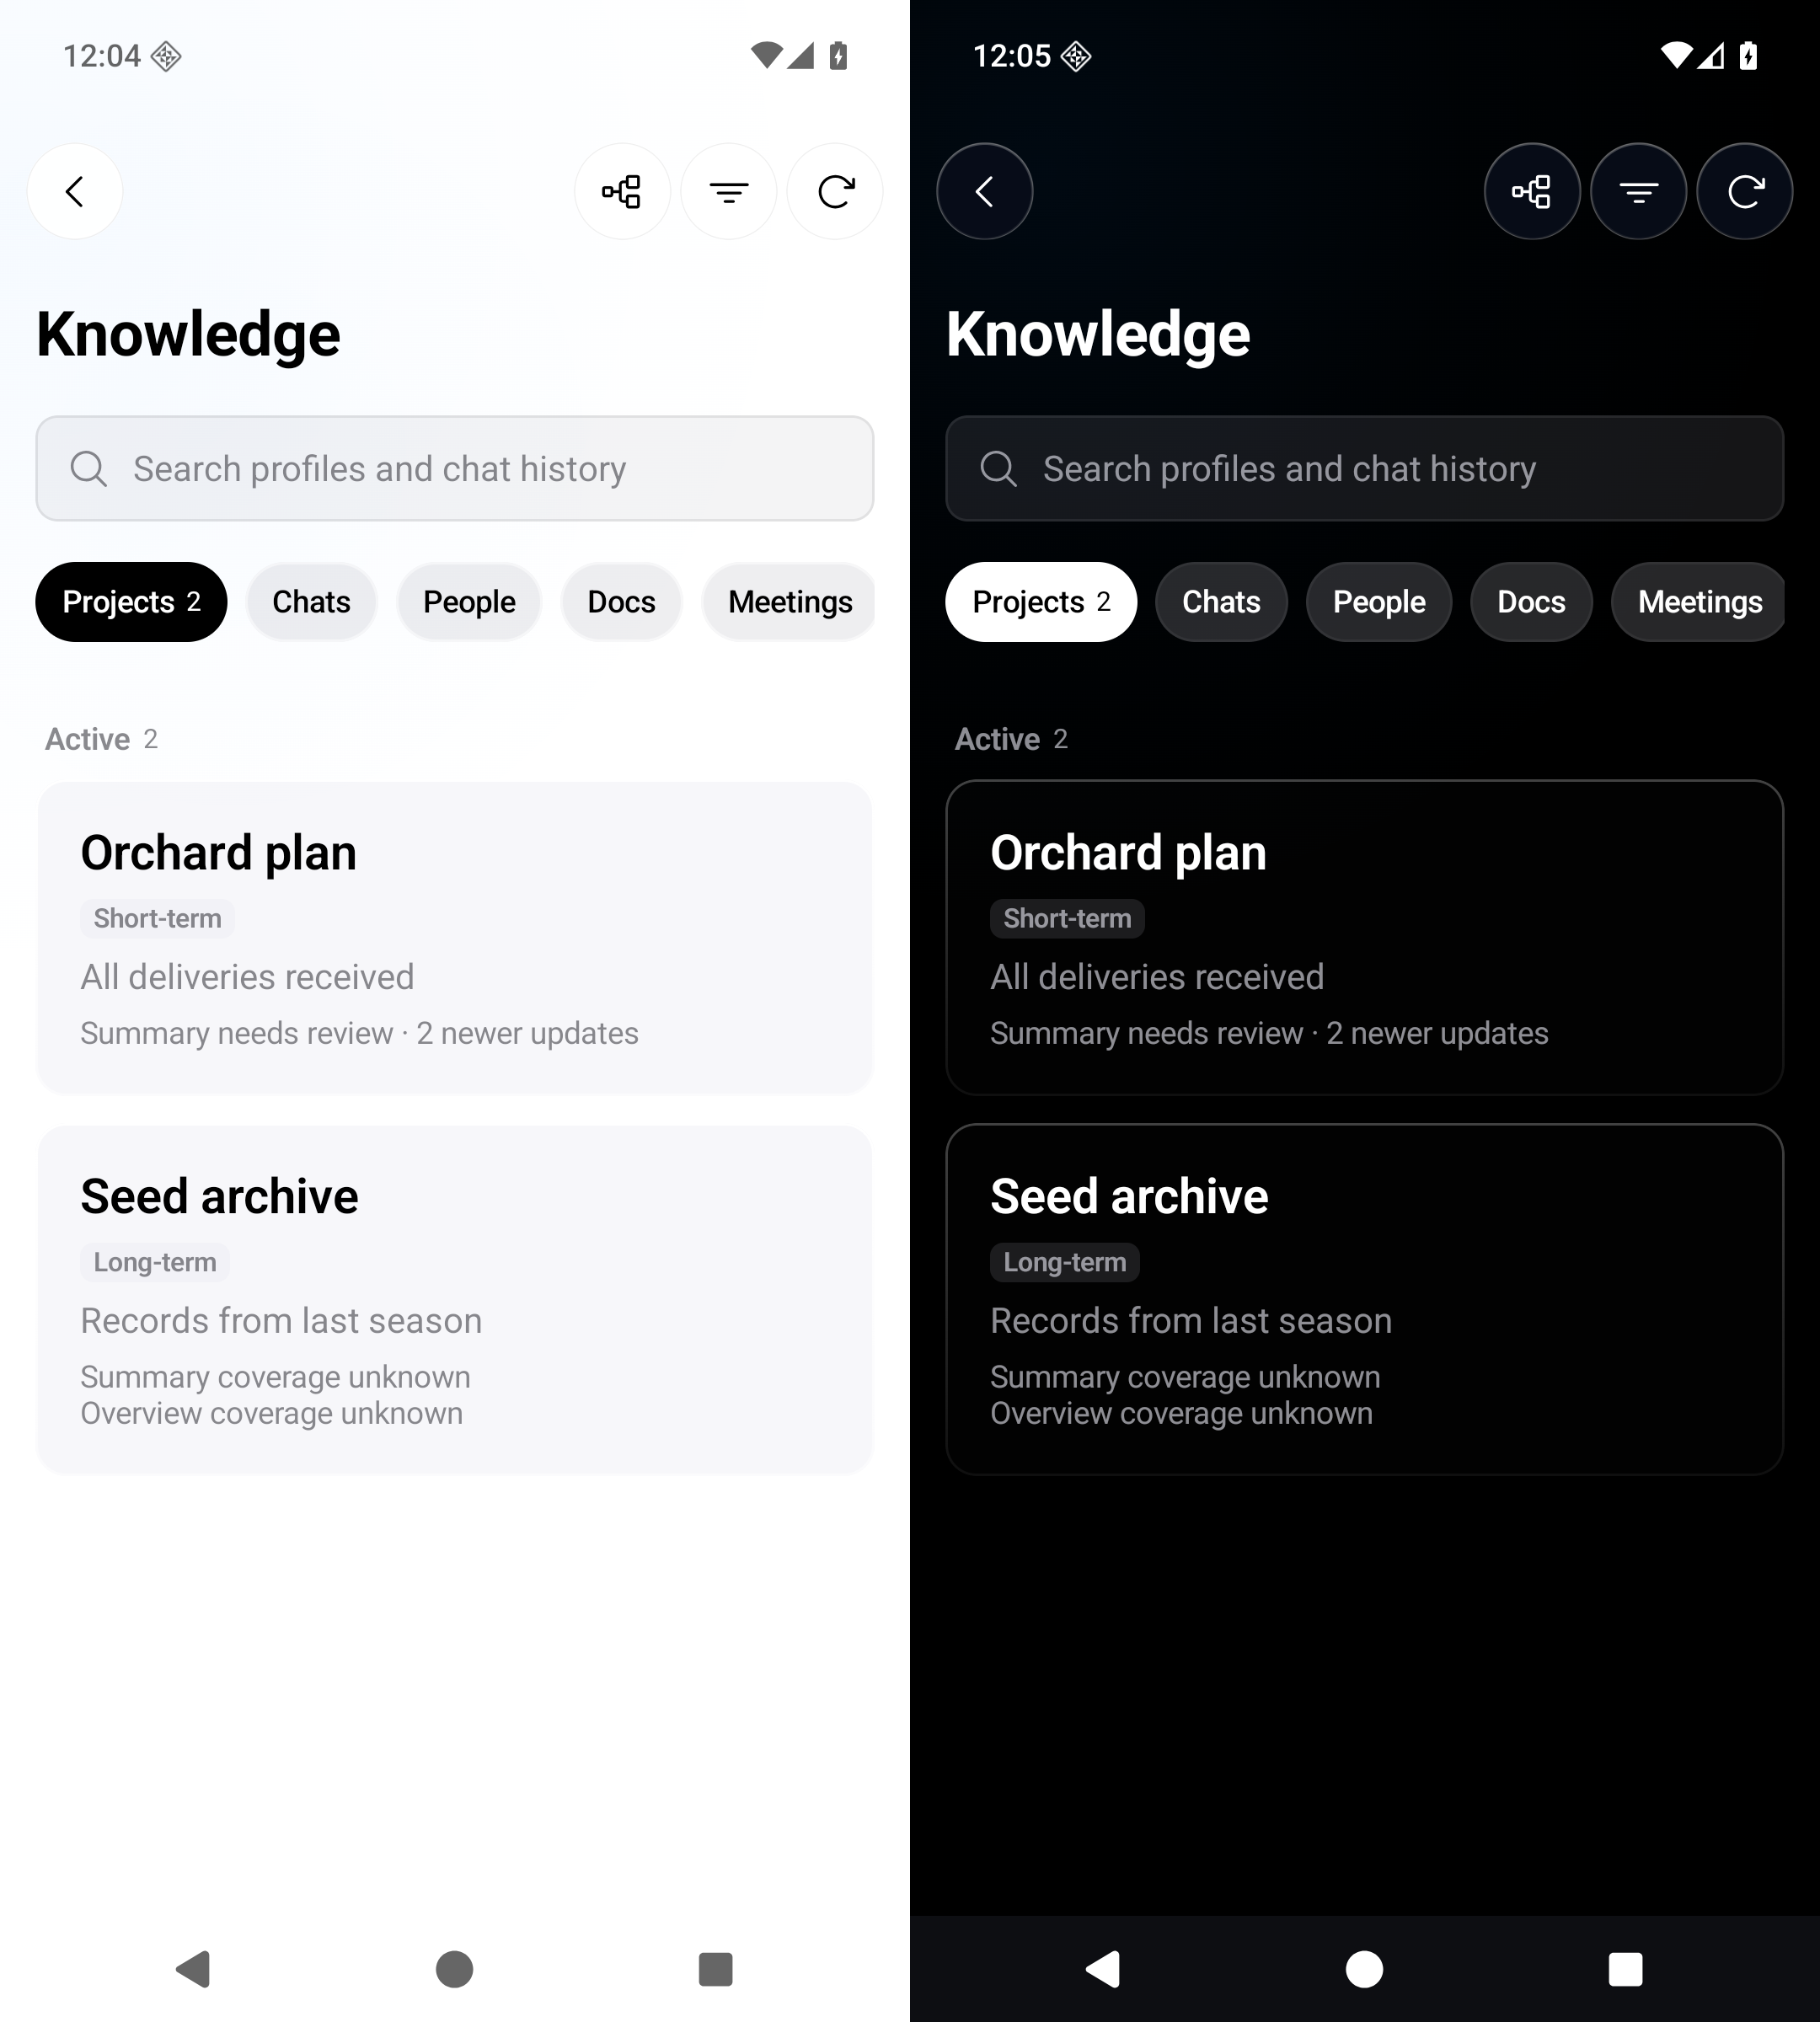 12:04
Knowledge
Search profiles and chat history
Projects 2 Chats People Docs Meetings
Active 2
Orchard plan
Short-term
All deliveries received
Summary needs review · 2 newer updates
Seed archive
Long-term
Records from last season
Summary coverage unknown
Overview coverage unknown
12:05
Knowledge
Search profiles and chat history
Projects 2 Chats People Docs Meetings
Active 2
Orchard plan
Short-term
All deliveries received
Summary needs review · 2 newer updates
Seed archive
Long-term
Records from last season
Summary coverage unknown
Overview coverage unknown